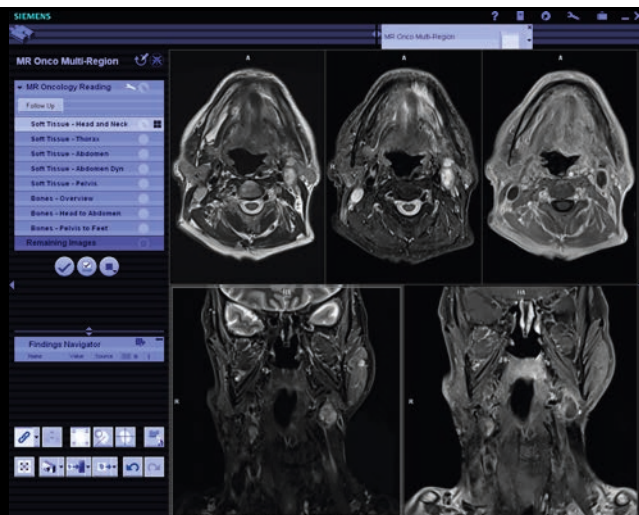 SIEMENS
MR Onco Multi-Region
MR Onco Multi-Region
MR Oncology Reading
Follow Up
Soft Tissue - Head and Neck
Soft Tissue - Thorax
Soft Tissue - Abdomen
Soft Tissue - Abdomen Dyn
Soft Tissue - Pelvis
Bones - Overview
Bones - Head to Abdomen
Bones - Pelvis to Feet
Remaining Images
Findings Navigator
Name Value Source
A
A
A
R
R